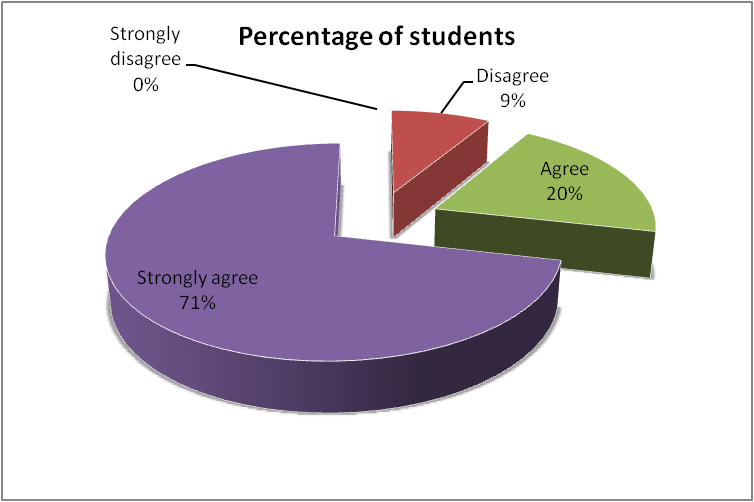 Percentage of students
Strongly
disagree
0%
Disagree
9%
Agree
20%
Strongly agree
71%